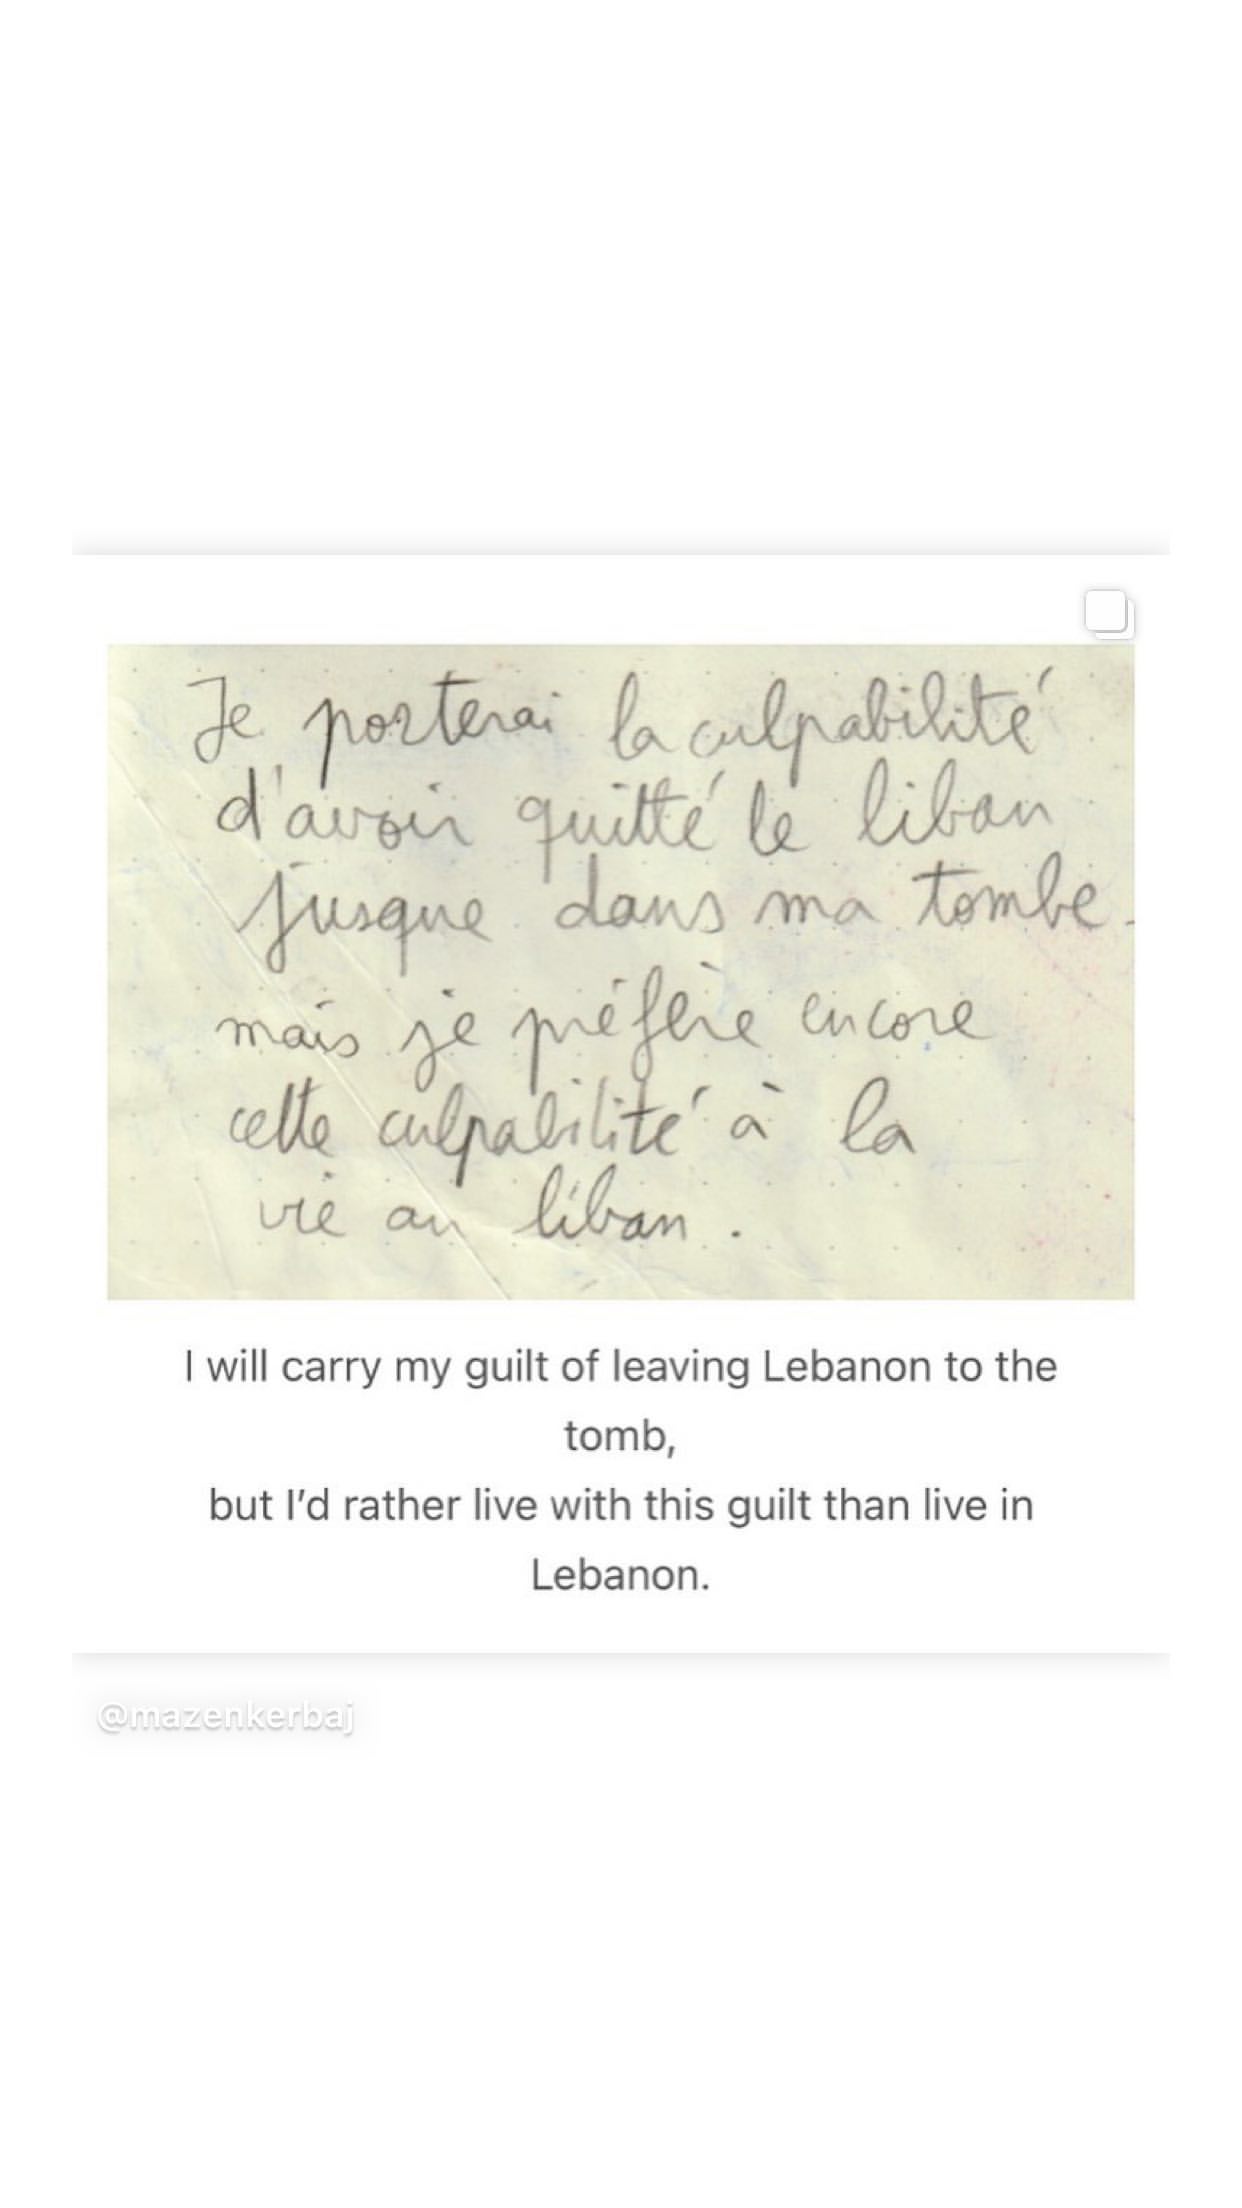 Je porterai la culpabilité
d'avoir quitté le liban
jusque dans ma tombe.
mais je préfère encore
cette culpabilité à la
vie au liban.
I will carry my guilt of leaving Lebanon to the
tomb,
but I’d rather live with this guilt than live in
Lebanon.
@mazenkerbaj